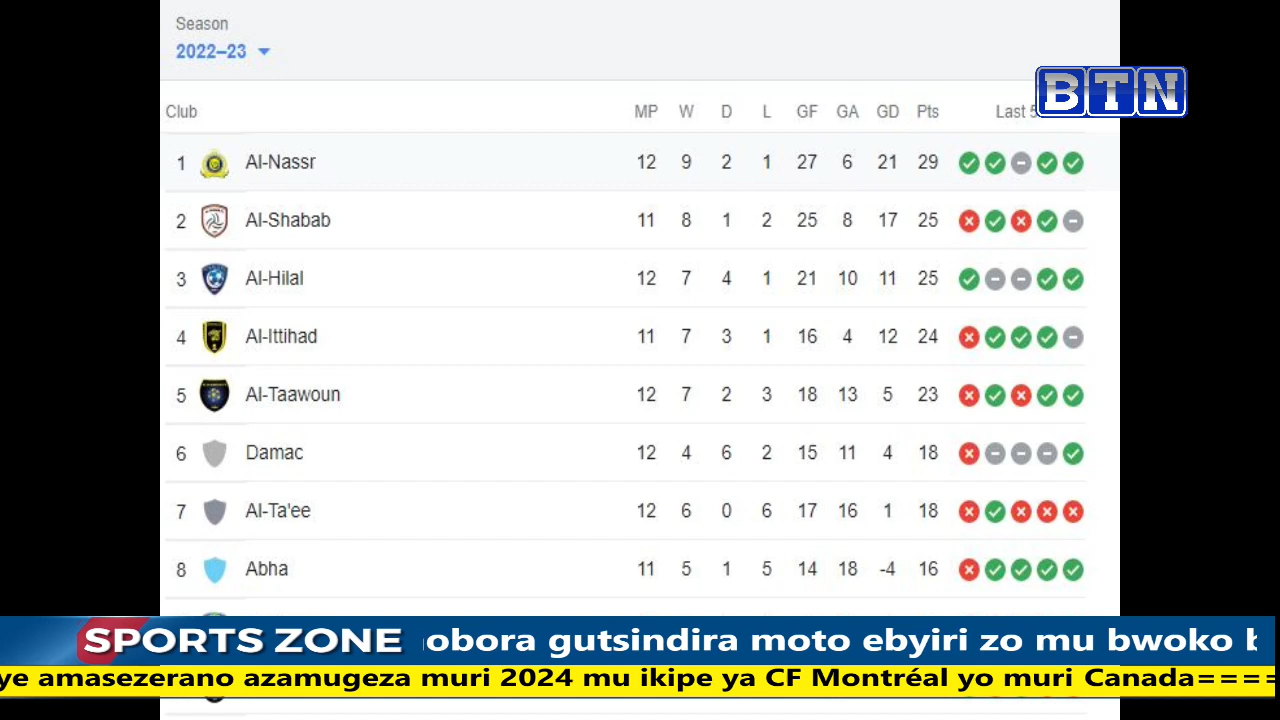 Season
2022–23
BTN
Club MP W D L GF GA GD Pts Last 5
1 Al-Nassr 12 9 2 1 27 6 21 29
2 Al-Shabab 11 8 1 2 25 8 17 25
3 Al-Hilal 12 7 4 1 21 10 11 25
4 Al-Ittihad 11 7 3 1 16 4 12 24
5 Al-Taawoun 12 7 2 3 18 13 5 23
6 Damac 12 4 6 2 15 11 4 18
7 Al-Ta'ee 12 6 0 6 17 16 1 18
8 Abha 11 5 1 5 14 18 -4 16
SPORTS ZONE obora gutsindira moto ebyiri zo mu bwoko
ye amasezerano azamugeza muri 2024 mu ikipe ya CF Montréal yo muri Canada====